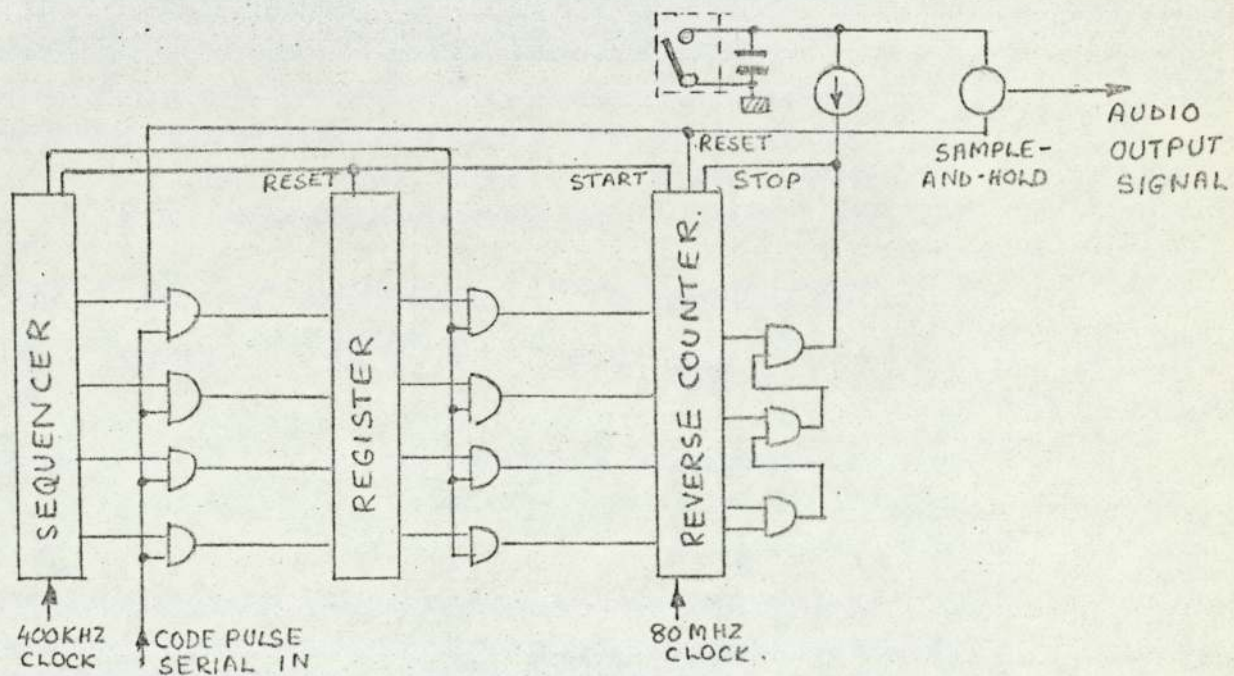 AUDIO
OUTPUT
SIGNAL
SAMPLE-
AND-HOLD
RESET
RESET
START
STOP
SEQUENCER
REGISTER
REVERSE COUNTER.
400KHZ
CLOCK
CODE PULSE
SERIAL IN
80MHZ
CLOCK.